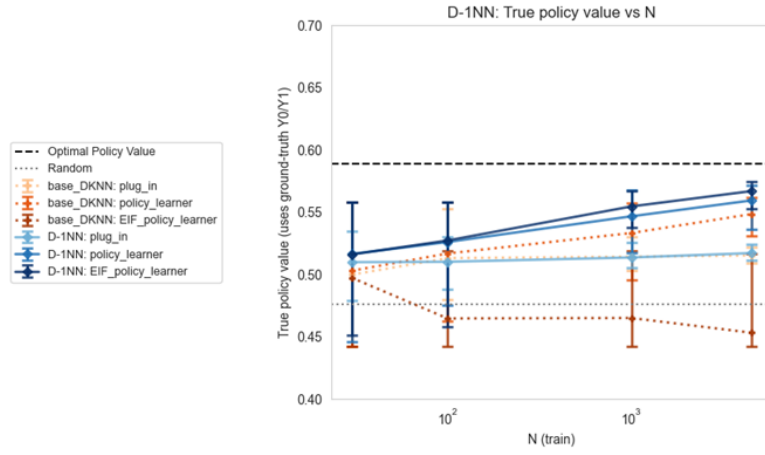 D-1NN: True policy value vs N
Optimal Policy Value
Random
base_DKNN: plug_in
base_DKNN: policy_learner
base_DKNN: EIF_policy_learner
D-1NN: plug_in
D-1NN: policy_learner
D-1NN: EIF_policy_learner
True policy value (uses ground-truth Y0/Y1)
0.70
0.65
0.60
0.55
0.50
0.45
0.40
10²
10³
N (train)